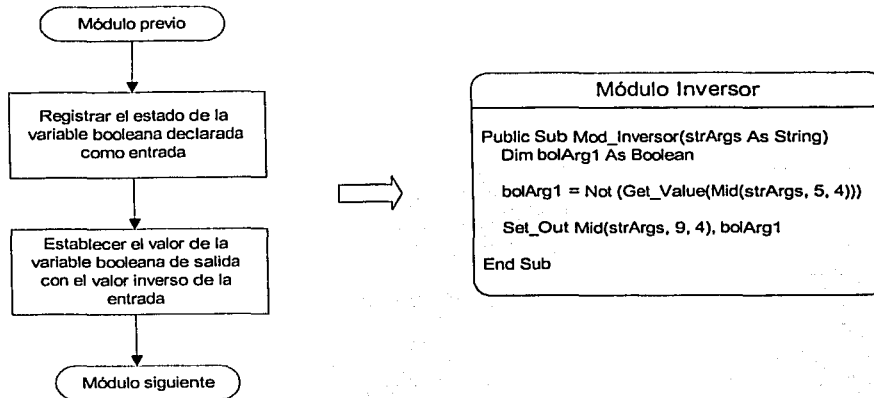 Módulo previo
Registrar el estado de la
variable booleana declarada
como entrada
Establecer el valor de la
variable booleana de salida
con el valor inverso de la
entrada
Módulo siguiente
Módulo Inversor
Public Sub Mod_Inversor(strArgs As String)
Dim bolArg1 As Boolean
bolArg1 = Not (Get_Value(Mid(strArgs, 5, 4)))
Set_Out Mid(strArgs, 9, 4), bolArg1
End Sub